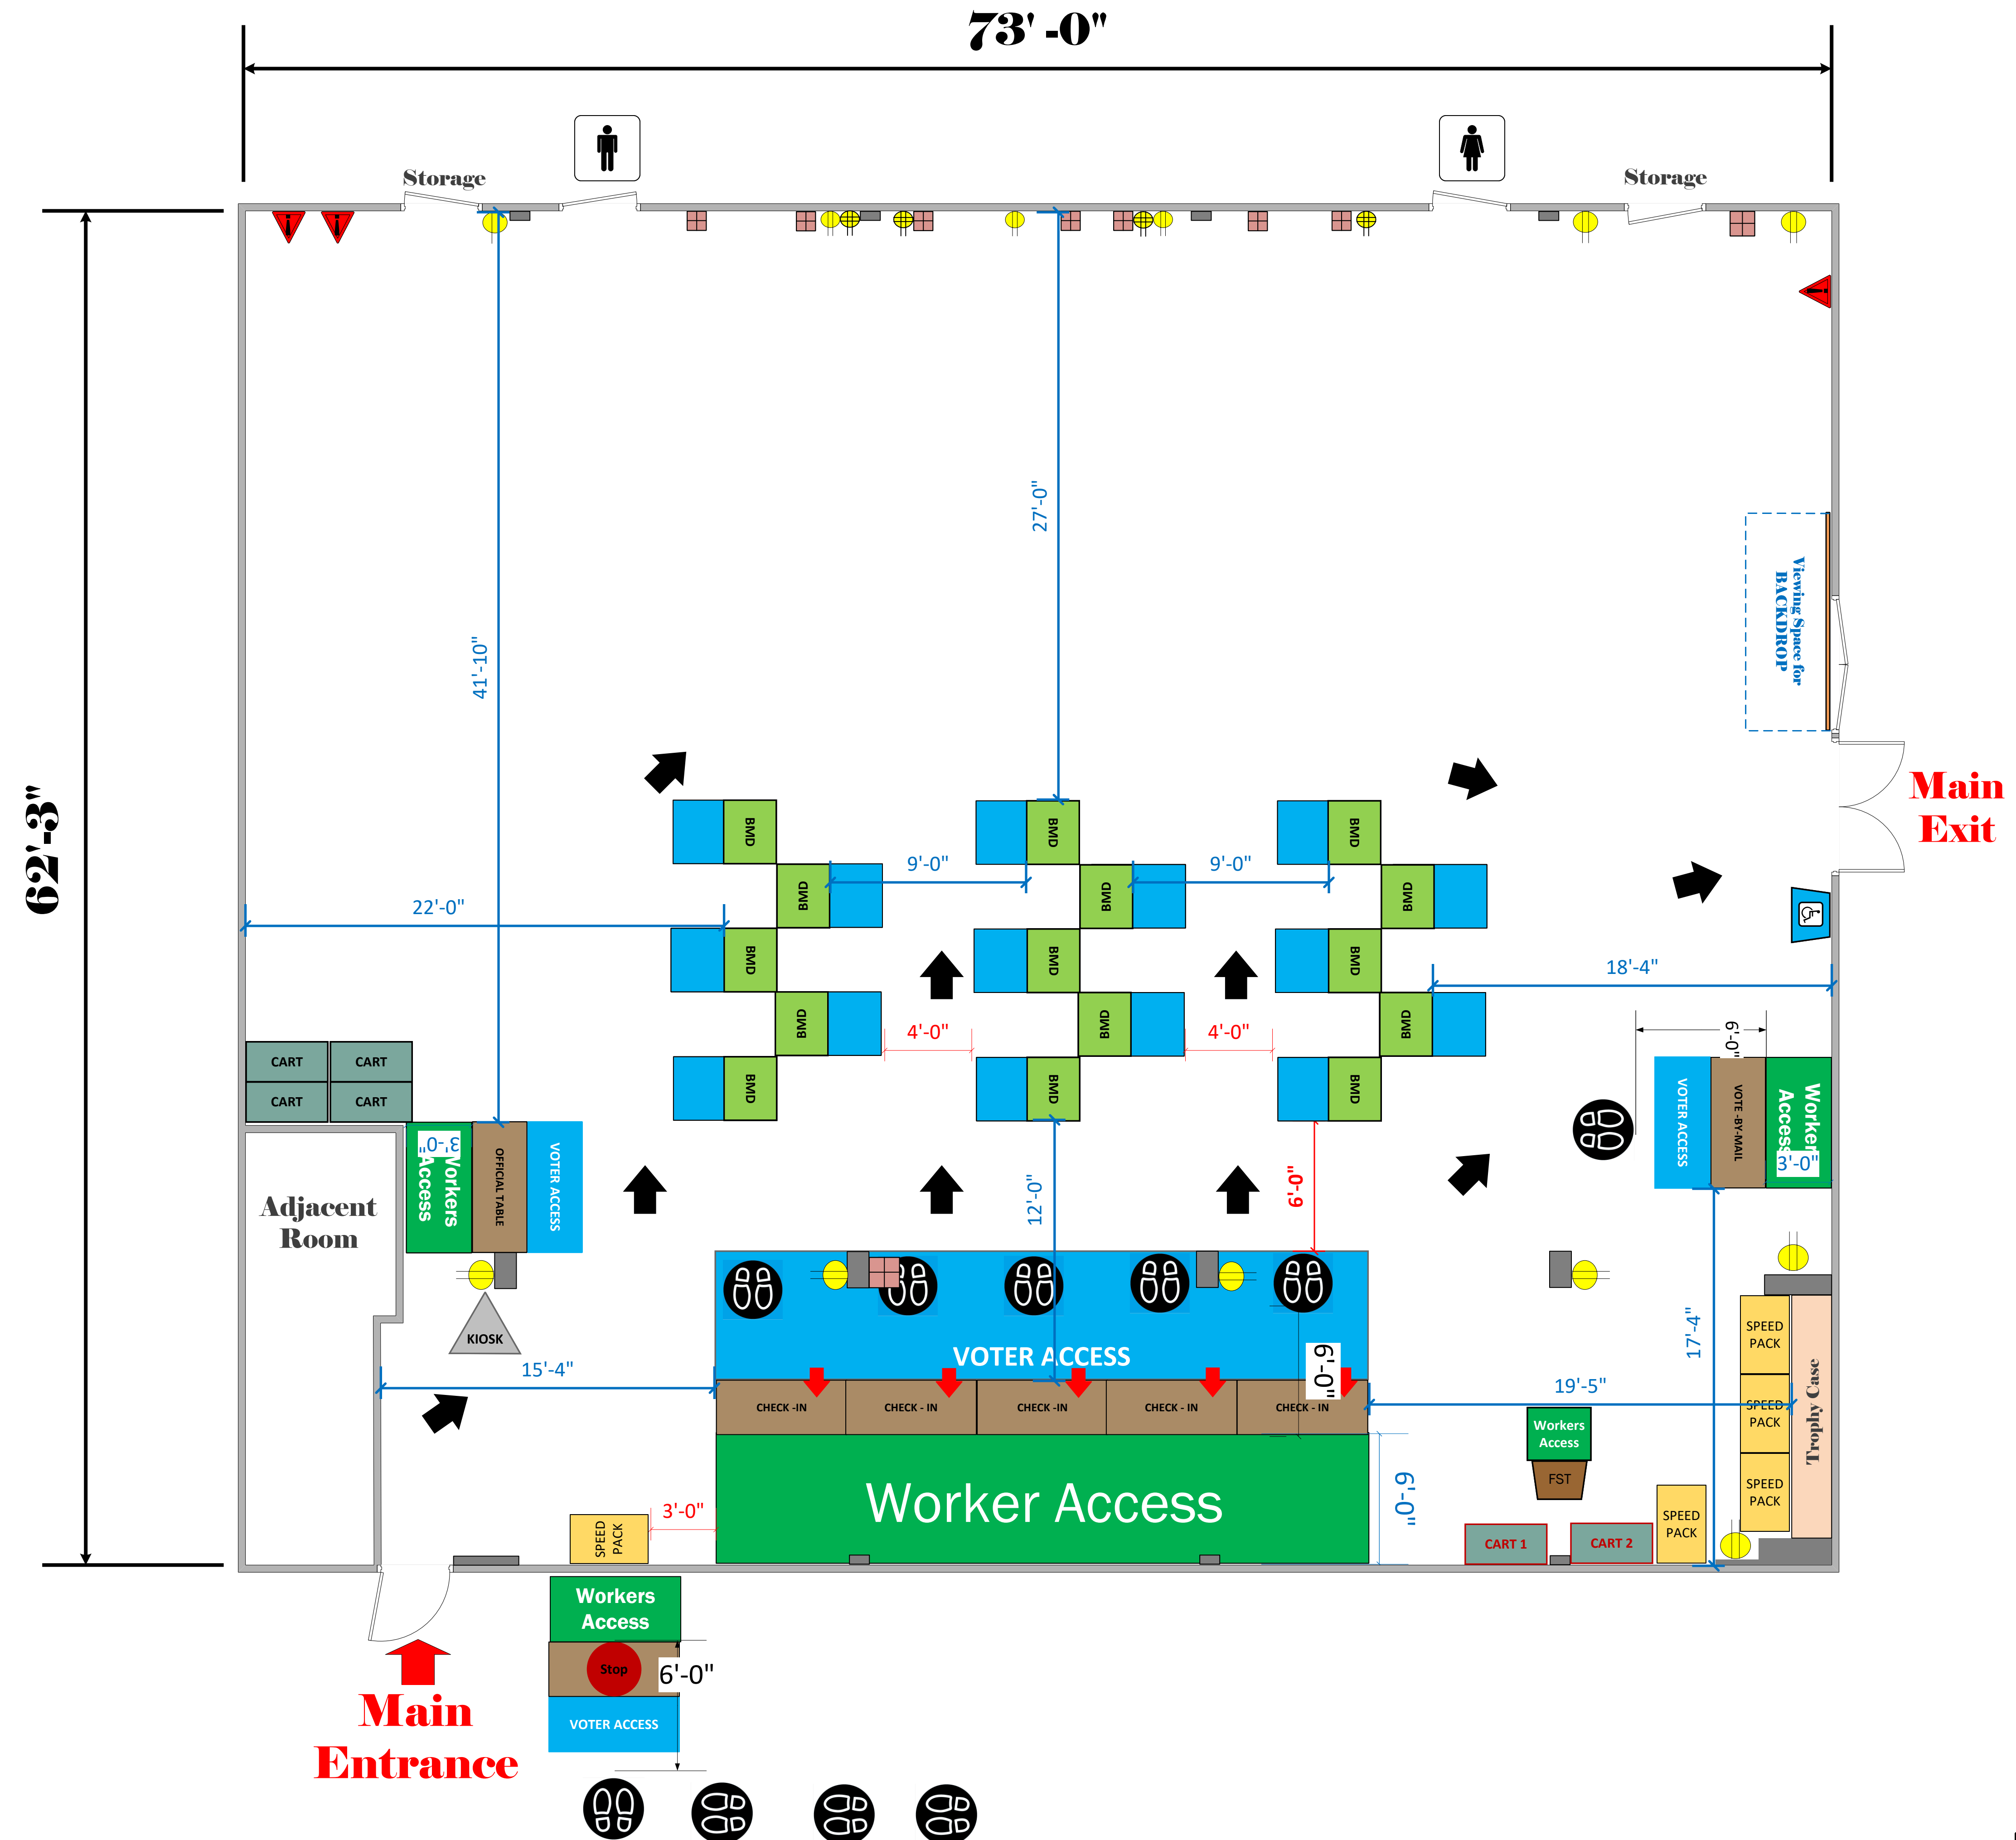 73' -0"
Storage
Storage
62'-3"
27'-0"
41'-10"
Viewing Space for
BACKDROP
Main
Exit
BMD
BMD
BMD
9'-0"
9'-0"
BMD
BMD
BMD
22'-0"
BMD
BMD
BMD
18'-4"
BMD
BMD
BMD
4'-0"
4'-0"
6'-0"
CART
CART
CART
CART
BMD
BMD
BMD
VOTER ACCESS
VOTE -BY-MAIL
Worker
Access
3'-0"
3'-0"
Workers
Access
OFFICIAL TABLE
VOTER ACCESS
Adjacent
Room
12'-0"
6'-0"
KIOSK
VOTER ACCESS
6'-0"
17'-4"
SPEED
PACK
15'-4"
19'-5"
CHECK -IN
CHECK - IN
CHECK -IN
CHECK - IN
CHECK - IN
SPEED
PACK
Trophy Case
Workers
Access
FST
SPEED
PACK
Worker Access
6'-0"
3'-0"
SPEED
PACK
CART 1
CART 2
SPEED
PACK
Workers
Access
Stop
6'-0"
VOTER ACCESS
Main
Entrance